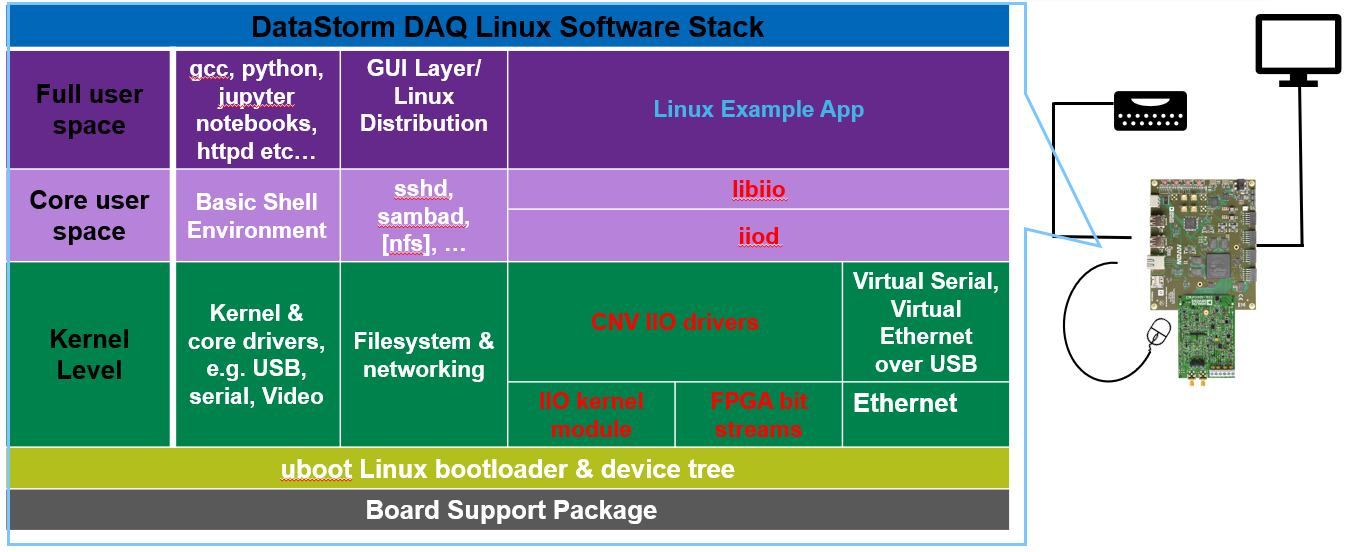 DataStorm DAQ Linux Software Stack
Full user
space
gcc, python,
jupyter
notebooks,
httpd etc…
GUI Layer/
Linux
Distribution
Linux Example App
Core user
space
Basic Shell
Environment
sshd,
sambad,
[nfs], …
libiio
iiod
Kernel
Level
Kernel &
core drivers,
e.g. USB,
serial, Video
Filesystem &
networking
CNV IIO drivers
Virtual Serial,
Virtual
Ethernet
over USB
IIO kernel
module
FPGA bit
streams
Ethernet
uboot Linux bootloader & device tree
Board Support Package